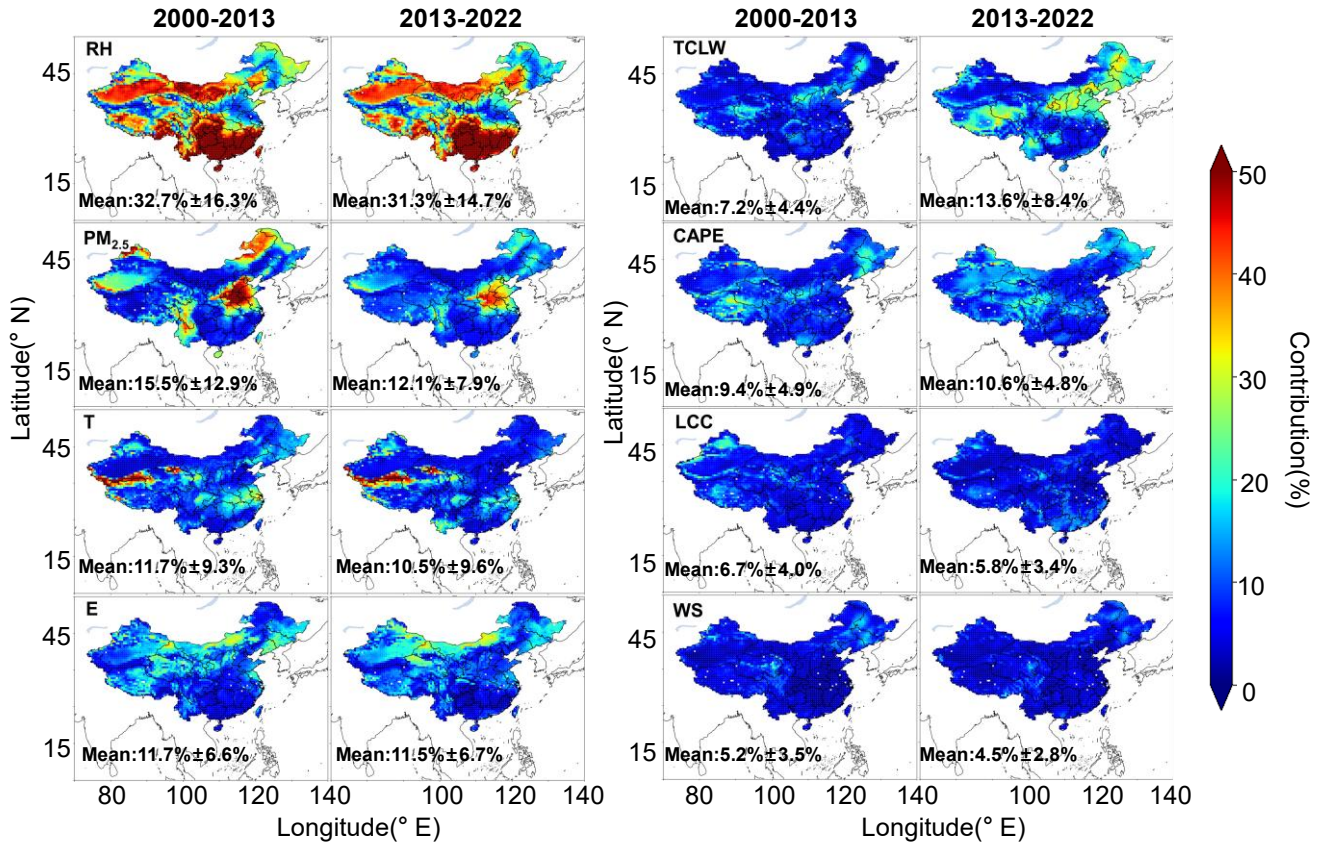 2000-2013 2013-2022 2000-2013 2013-2022
RH
TCLW
45
15
45
15
Mean:32.7%±16.3%
Mean:31.3%±14.7%
Mean:7.2%±4.4%
Mean:13.6%±8.4%
PM2.5
CAPE
45
15
45
15
Mean:15.5%±12.9%
Mean:12.1%±7.9%
Mean:9.4%±4.9%
Mean:10.6%±4.8%
T
LCC
45
15
45
15
Mean:11.7%±9.3%
Mean:10.5%±9.6%
Mean:6.7%±4.0%
Mean:5.8%±3.4%
E
WS
45
15
45
15
Mean:11.7%±6.6%
Mean:11.5%±6.7%
Mean:5.2%±3.5%
Mean:4.5%±2.8%
80 100 120 140 100 120 140
80 100 120 140 100 120 140
Longitude(° E)
Longitude(° E)
Latitude(° N)
Latitude(° N)
50
40
30
20
10
0
Contribution(%)